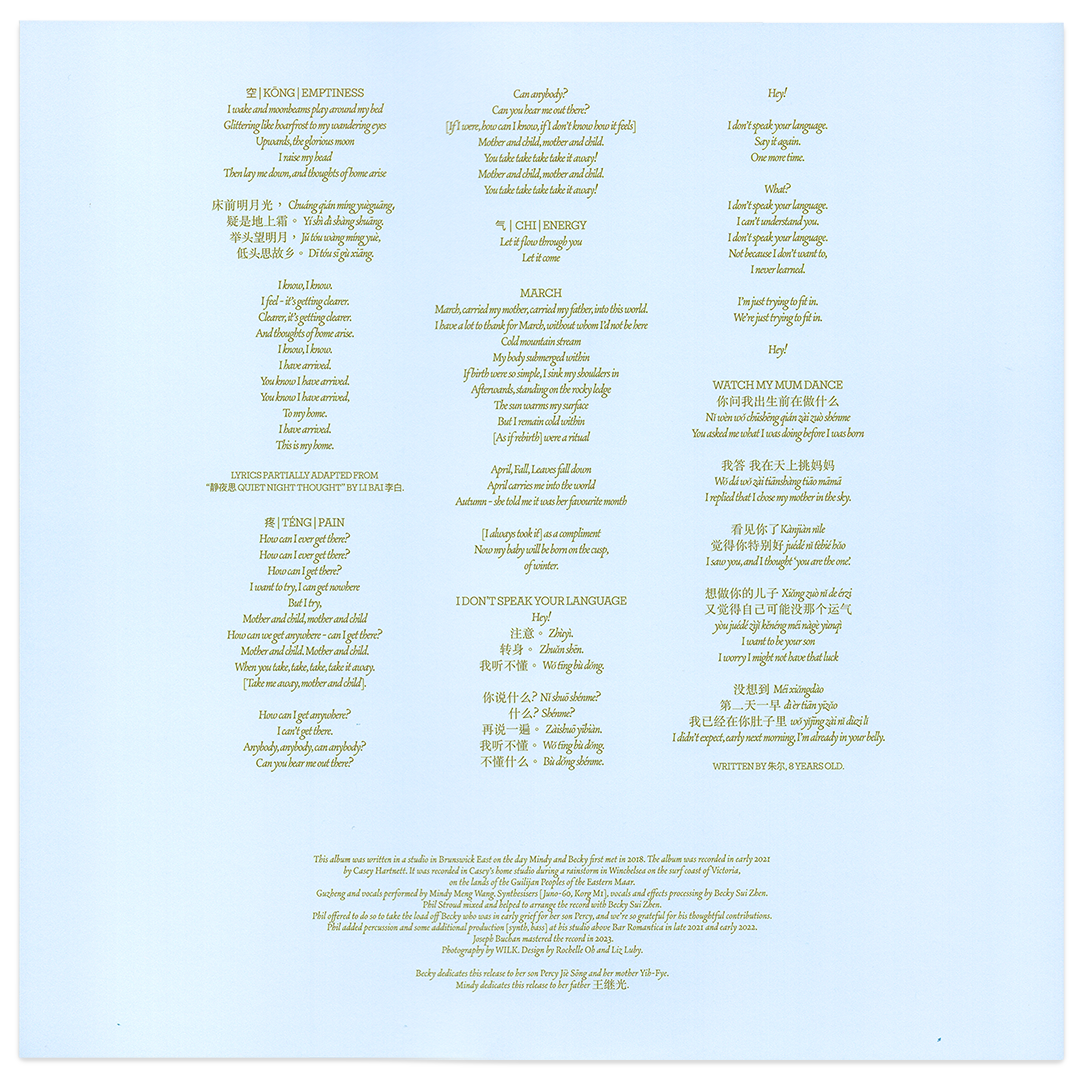 空 | KŌNG | EMPTINESS
I wake and moonbeams play around my bed
Glittering like hoarfrost to my wandering eyes
Upwards, the glorious moon
I raise my head
Then lay me down, and thoughts of home arise
床前明月光， Chuáng qián míng yuèguāng,
疑是地上霜。 Yí shì dì shàng shuāng.
举头望明月， Jǔ tóu wàng míng yuè,
低头思故乡。 Dī tóu sī gù xiāng.
I know, I know.
I feel - it's getting clearer.
Clearer, it's getting clearer.
And thoughts of home arise.
I know, I know.
I have arrived.
You know I have arrived.
You know I have arrived,
To my home.
I have arrived.
This is my home.
LYRICS PARTIALLY ADAPTED FROM
"靜夜思 QUIET NIGHT THOUGHT" BY LI BAI 李白.
疼 | TÉNG | PAIN
How can I ever get there?
How can I ever get there?
How can I get there?
I want to try, I can get nowhere
But I try,
Mother and child, mother and child
How can we get anywhere - can I get there?
Mother and child. Mother and child.
When you take, take, take, take it away.
[Take me away, mother and child].
How can I get anywhere?
I can't get there.
Anybody, anybody, can anybody?
Can you hear me out there?
Can anybody?
Can you hear me out there?
[If I were, how can I know, if I don't know how it feels]
Mother and child, mother and child.
You take take take take it away!
Mother and child, mother and child.
You take take take take it away!
气 | CHI | ENERGY
Let it flow through you
Let it come
MARCH
March, carried my mother, carried my father, into this world.
I have a lot to thank for March, without whom I'd not be here
Cold mountain stream
My body submerged within
If birth were so simple, I sink my shoulders in
Afterwards, standing on the rocky ledge
The sun warms my surface
But I remain cold within
[As if rebirth] were a ritual
April, Fall, Leaves fall down
April carries me into the world
Autumn - she told me it was her favourite month
[I always took it] as a compliment
Now my baby will be born on the cusp,
of winter.
I DON'T SPEAK YOUR LANGUAGE
Hey!
注意。 Zhùyì.
转身。 Zhuǎn shēn.
我听不懂。 Wǒ tīng bù dǒng.
你说什么? Nǐ shuō shénme?
什么? Shénme?
再说一遍。 Zàishuō yībiàn.
我听不懂。 Wǒ tīng bù dǒng.
不懂什么。 Bù dǒng shénme.
Hey!
I don't speak your language.
Say it again.
One more time.
What?
I don't speak your language.
I can't understand you.
I don't speak your language.
Not because I don't want to,
I never learned.
I'm just trying to fit in.
We're just trying to fit in.
Hey!
WATCH MY MUM DANCE
你问我出生前在做什么
Nǐ wèn wǒ chūshēng qián zài zuò shénme
You asked me what I was doing before I was born
我答 我在天上挑妈妈
Wǒ dá wǒ zài tiānshàng tiāo māmā
I replied that I chose my mother in the sky.
看见你了 Kànjiàn nǐle
觉得你特别好 juédé nǐ tèbié hǎo
I saw you, and I thought 'you are the one'.
想做你的儿子 Xiǎng zuò nǐ de érzi
又觉得自己可能没那个运气
yòu juédé zìjǐ kěnéng méi nàgè yùnqì
I want to be your son
I worry I might not have that luck
没想到 Méi xiǎngdào
第二天一早 dì èr tiān yīzǎo
我已经在你肚子里 wǒ yǐjīng zài nǐ dùzi lǐ
I didn't expect, early next morning, I'm already in your belly.
WRITTEN BY 朱尔, 8 YEARS OLD.
This album was written in a studio in Brunswick East on the day Mindy and Becky first met in 2018. The album was recorded in early 2021
by Casey Hartnett. It was recorded in Casey's home studio during a rainstorm in Winchelsea on the surf coast of Victoria,
on the lands of the Gulijan Peoples of the Eastern Maar.
Guzheng and vocals performed by Mindy Meng Wang. Synthesisers [Juno-60, Korg M1], vocals and effects processing by Becky Sui Zhen.
Phil Stroud mixed and helped to arrange the record with Becky Sui Zhen.
Phil offered to do so to take the load off Becky who was in early grief for her son Percy, and we're so grateful for his thoughtful contributions.
Phil added percussion and some additional production [synth, bass] at his studio above Bar Romantica in late 2021 and early 2022.
Joseph Buchan mastered the record in 2023.
Photography by WILK. Design by Rochelle Oh and Liz Luby.
Becky dedicates this release to her son Percy Jiè Sōng and her mother Yih-Fye.
Mindy dedicates this release to her father 王继光.